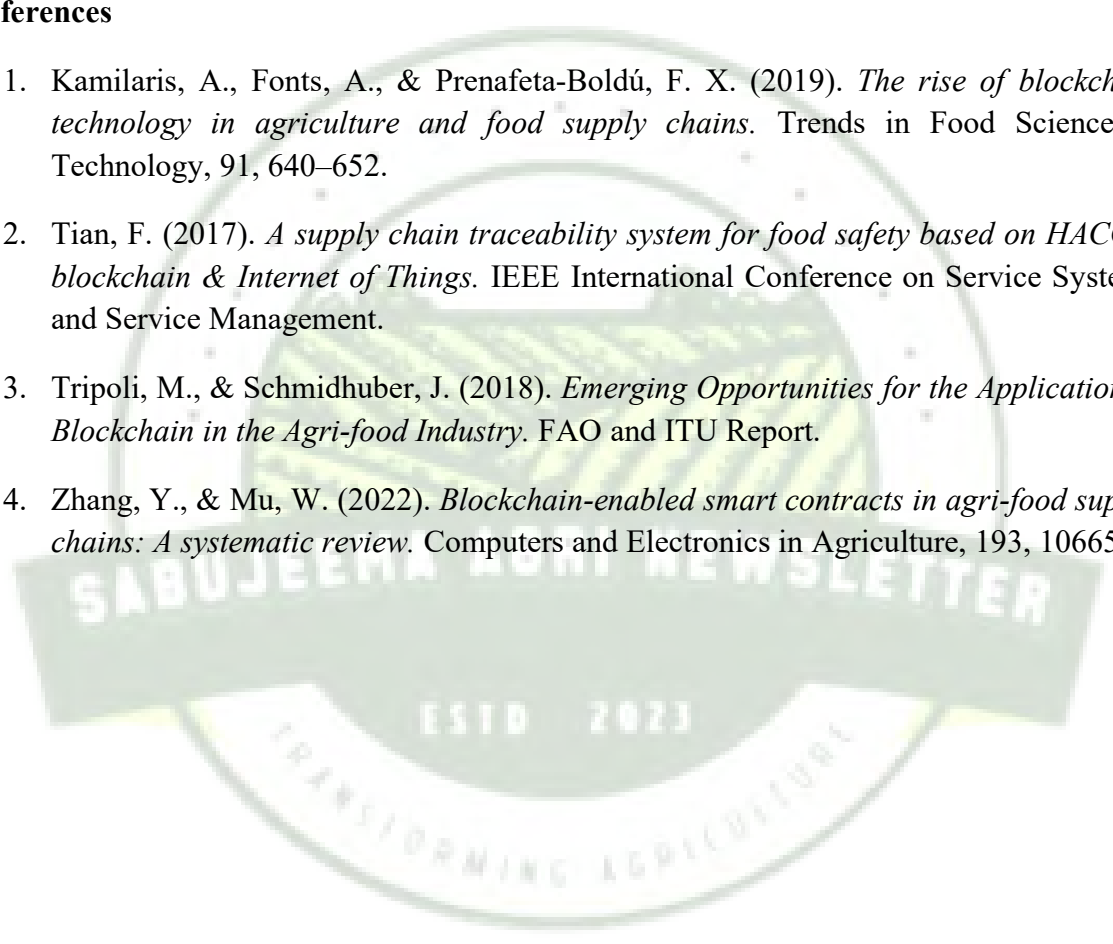 ferences
1. Kamilaris, A., Fonts, A., & Prenafeta-Boldú, F. X. (2019). The rise of blockch
technology in agriculture and food supply chains. Trends in Food Science
Technology, 91, 640–652.
2. Tian, F. (2017). A supply chain traceability system for food safety based on HAC
blockchain & Internet of Things. IEEE International Conference on Service Syste
and Service Management.
3. Tripoli, M., & Schmidhuber, J. (2018). Emerging Opportunities for the Application
Blockchain in the Agri-food Industry. FAO and ITU Report.
4. Zhang, Y., & Mu, W. (2022). Blockchain-enabled smart contracts in agri-food sup
chains: A systematic review. Computers and Electronics in Agriculture, 193, 10665
SABUJEEMA AGRI NEWSLETTER
ESTD 2023
TRANSFORMING AGRICULTURE